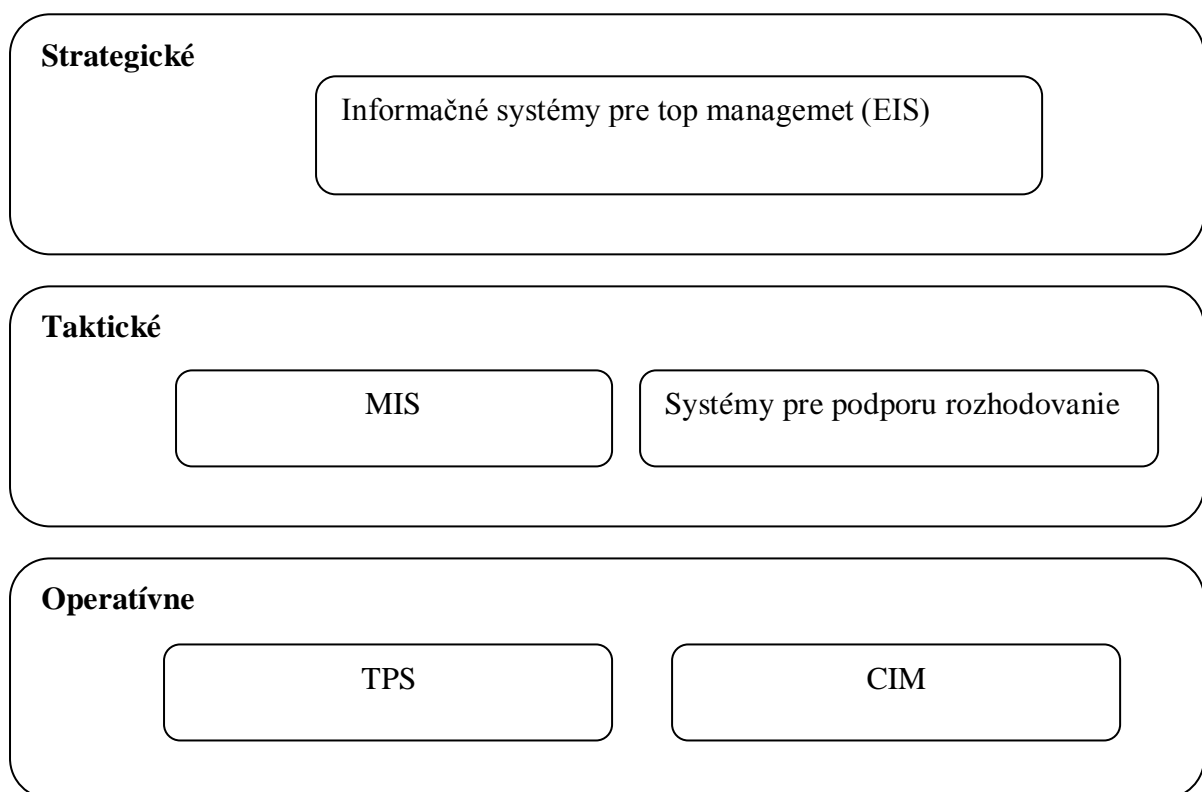 Strategické
Informačné systémy pre top managemet (EIS)
Taktické
MIS
Systémy pre podporu rozhodovanie
Operatívne
TPS
CIM